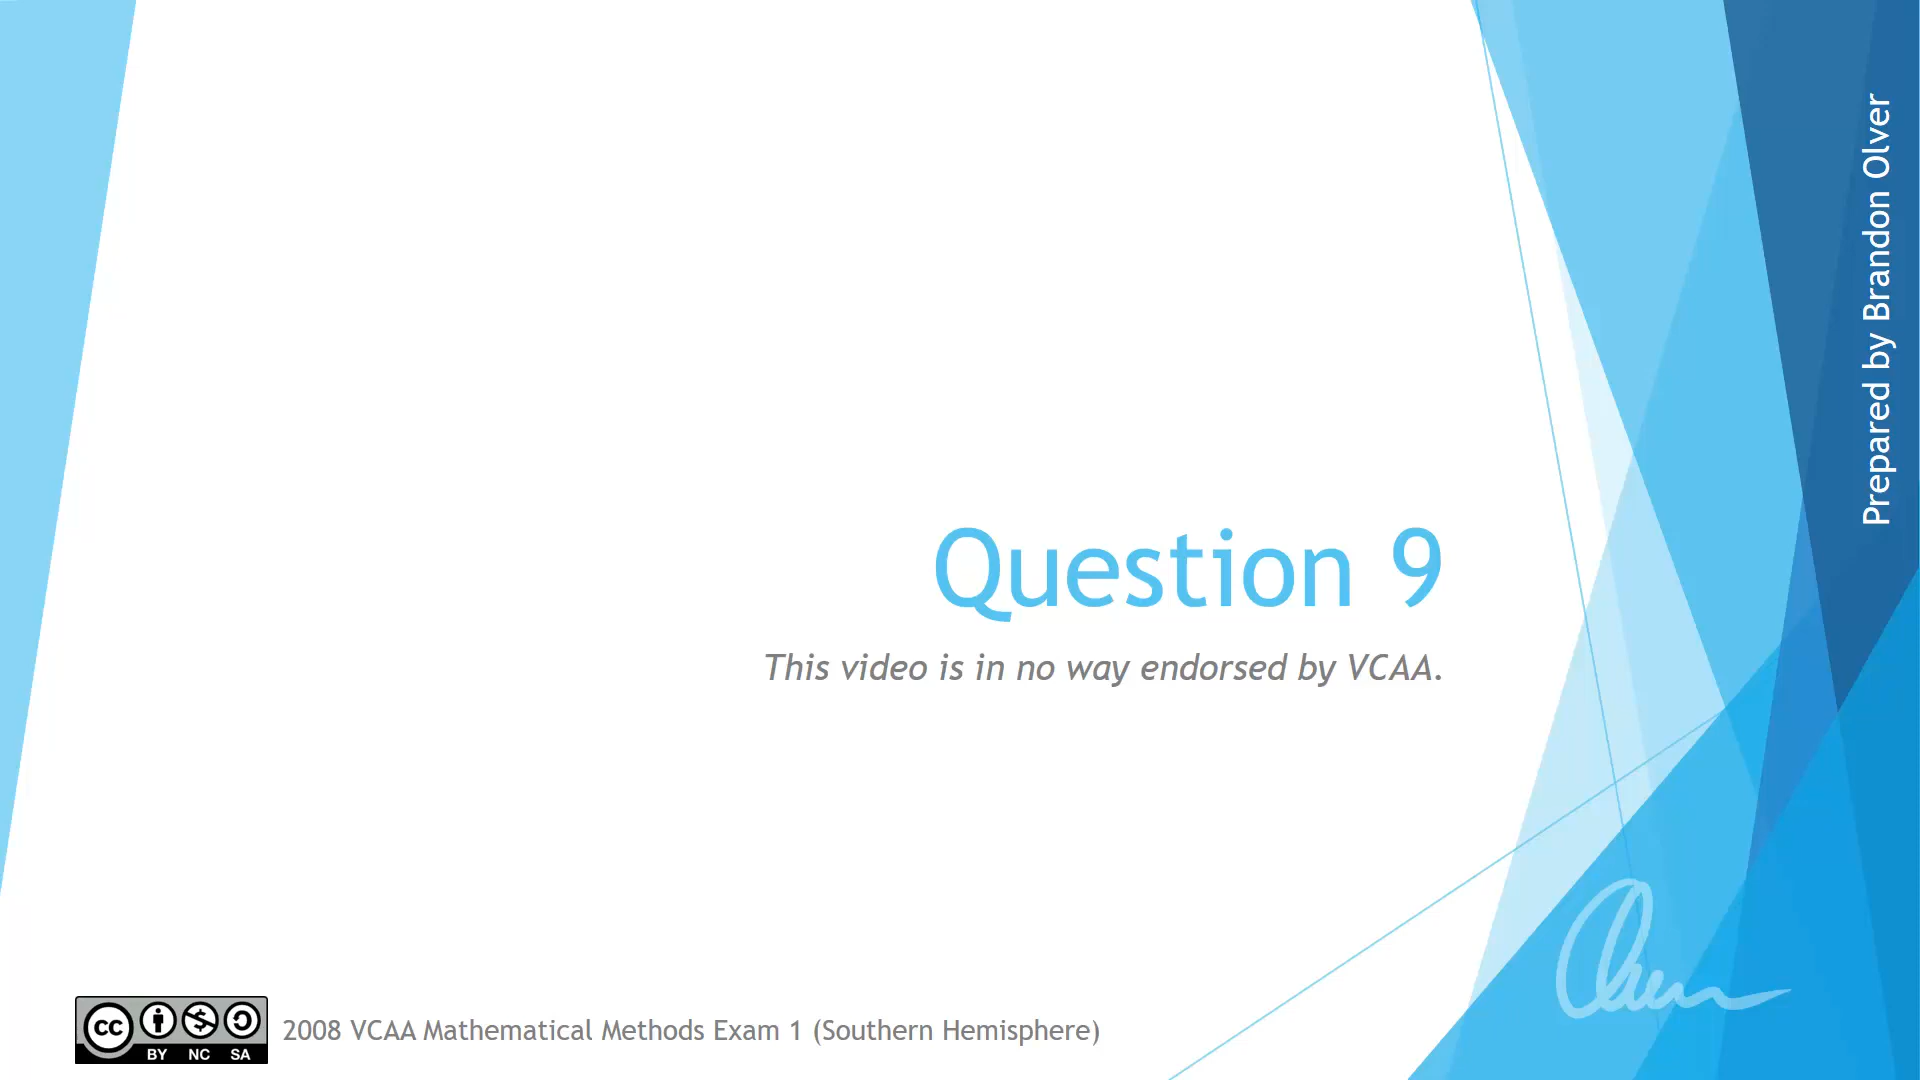 Prepared by Brandon Olver
Question 9
This video is in no way endorsed by VCAA.
CC
BY NC SA
2008 VCAA Mathematical Methods Exam 1 (Southern Hemisphere)